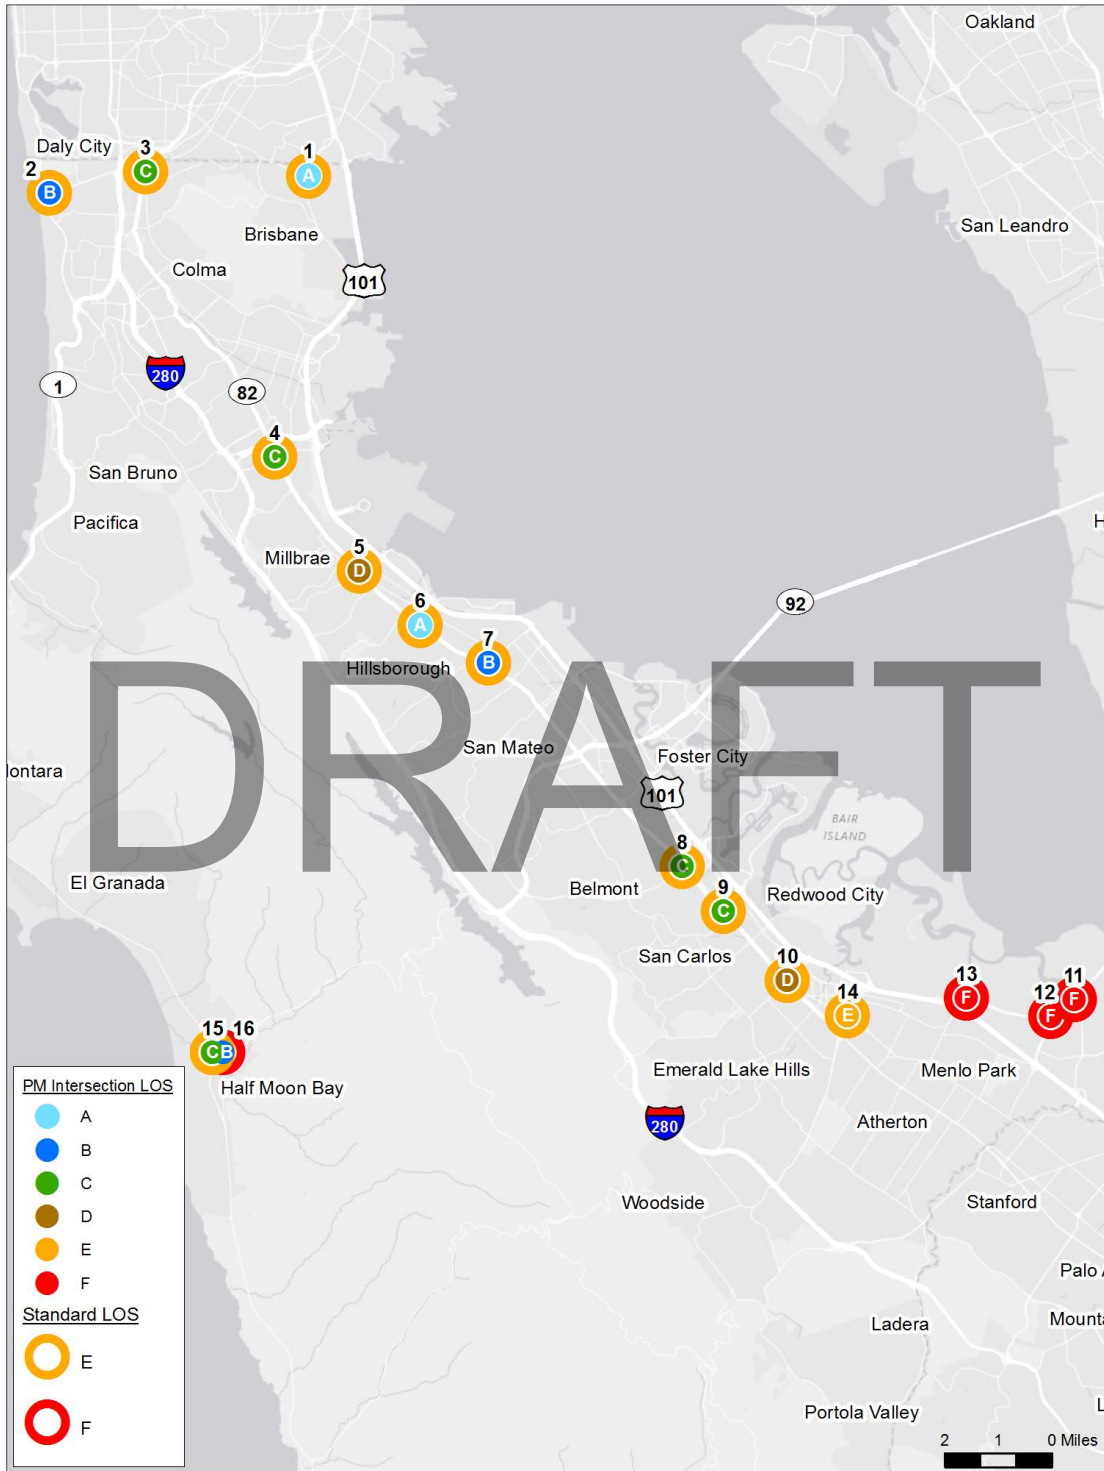 Oakland
Daly City
3
C
1
A
2
B
San Leandro
Brisbane
Colma
101
280
1
82
4
C
San Bruno
Pacifica
H
5
D
Millbrae
6
A
92
7
B
Hillsborough
DRAFT
San Mateo
Foster City
lontara
101
BAIR
ISLAND
8
C
El Granada
Belmont
9
C
Redwood City
San Carlos
10
D
13
F
11
F
12
F
14
E
15 16
C B
Half Moon Bay
Emerald Lake Hills
Menlo Park
280
Atherton
Woodside
Stanford
Palo A
Mounta
Ladera
L
Portola Valley
PM Intersection LOS
A
B
C
D
E
F
Standard LOS
E
F
2 1 0 Miles